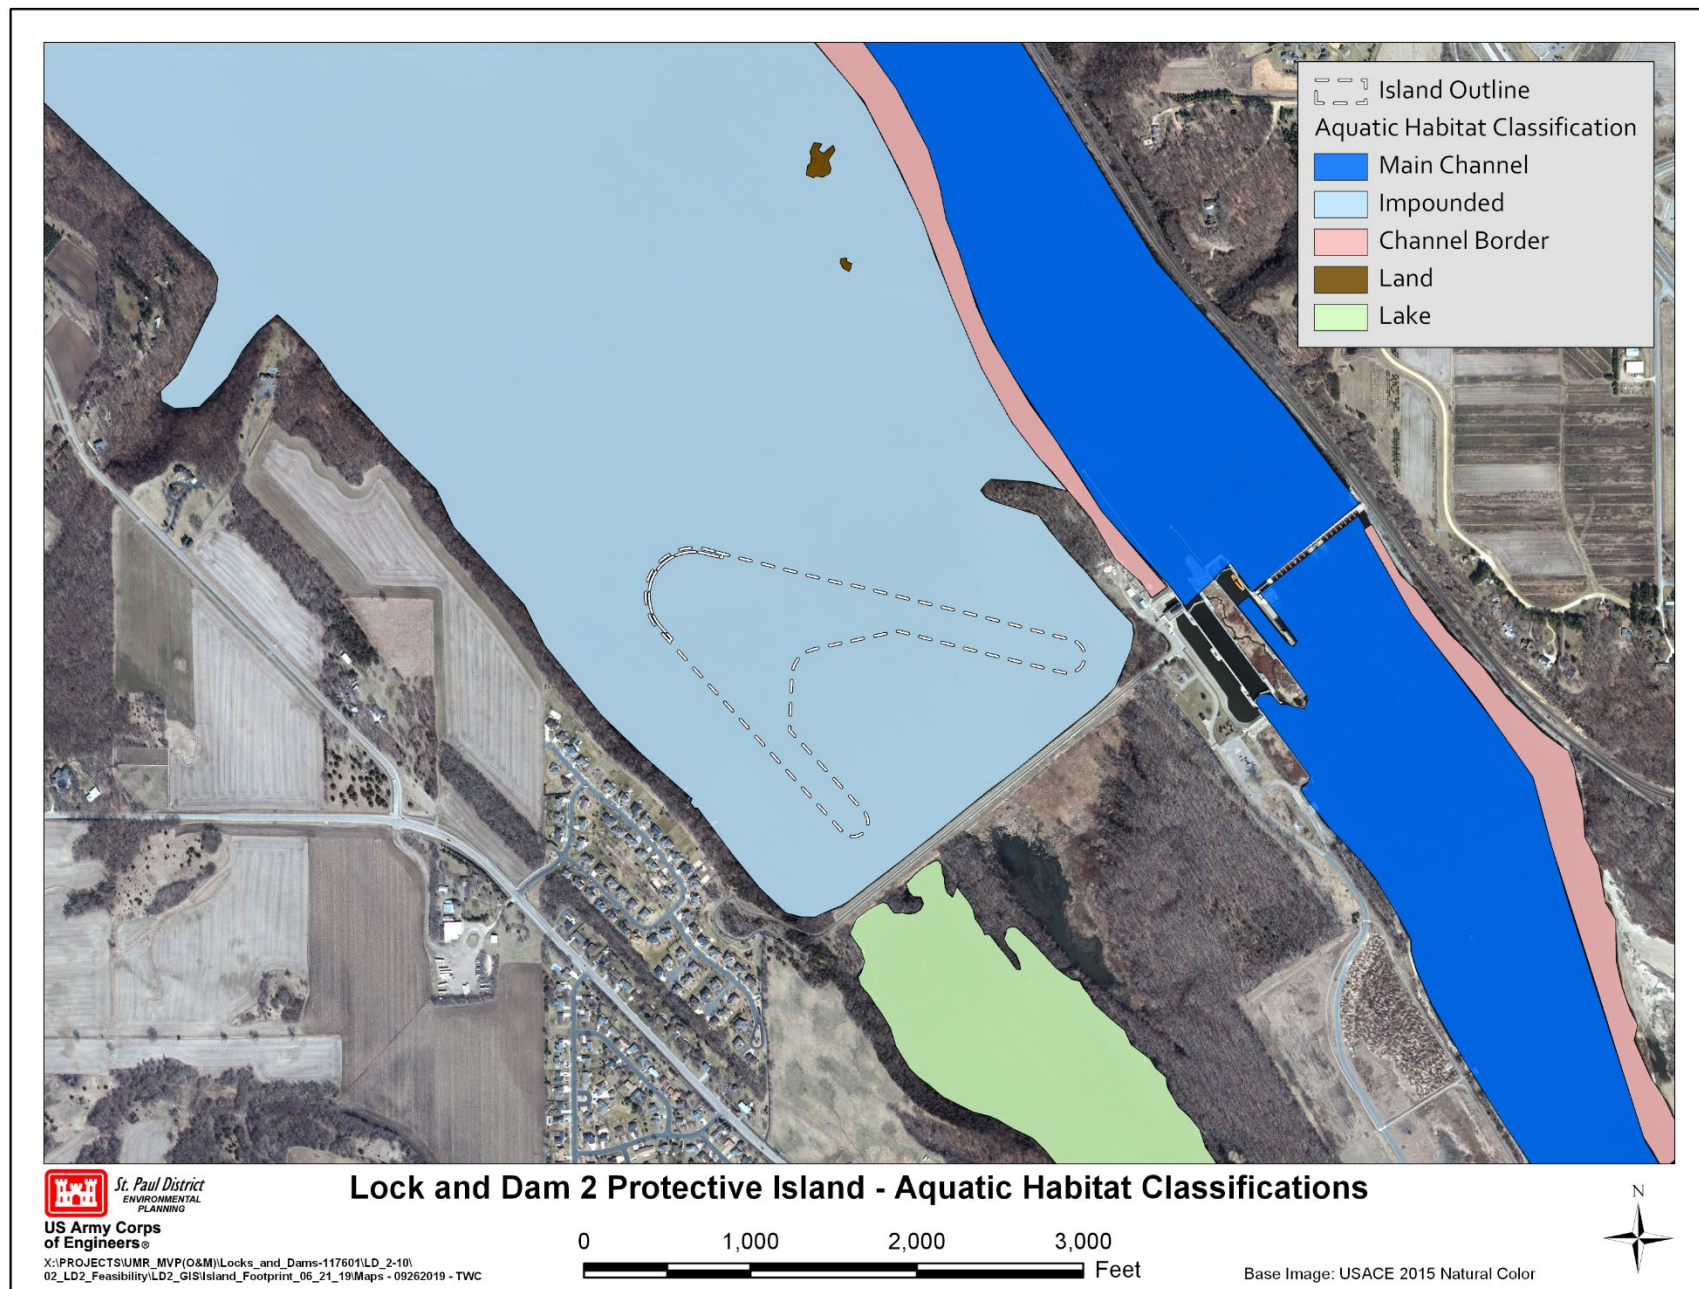 Island Outline
Aquatic Habitat Classification
Main Channel
Impounded
Channel Border
Land
Lake
St. Paul District
ENVIRONMENTAL
PLANNING
US Army Corps
of Engineers®
X:\PROJECTS\UMR_MVP(O&M)\Locks_and_Dams-117601\LD_2-10\
02_LD2_Feasibility\LD2_GIS\Island_Footprint_06_21_19\Maps - 09262019 - TWC
Lock and Dam 2 Protective Island - Aquatic Habitat Classifications
0 1,000 2,000 3,000
Feet
N
Base Image: USACE 2015 Natural Color